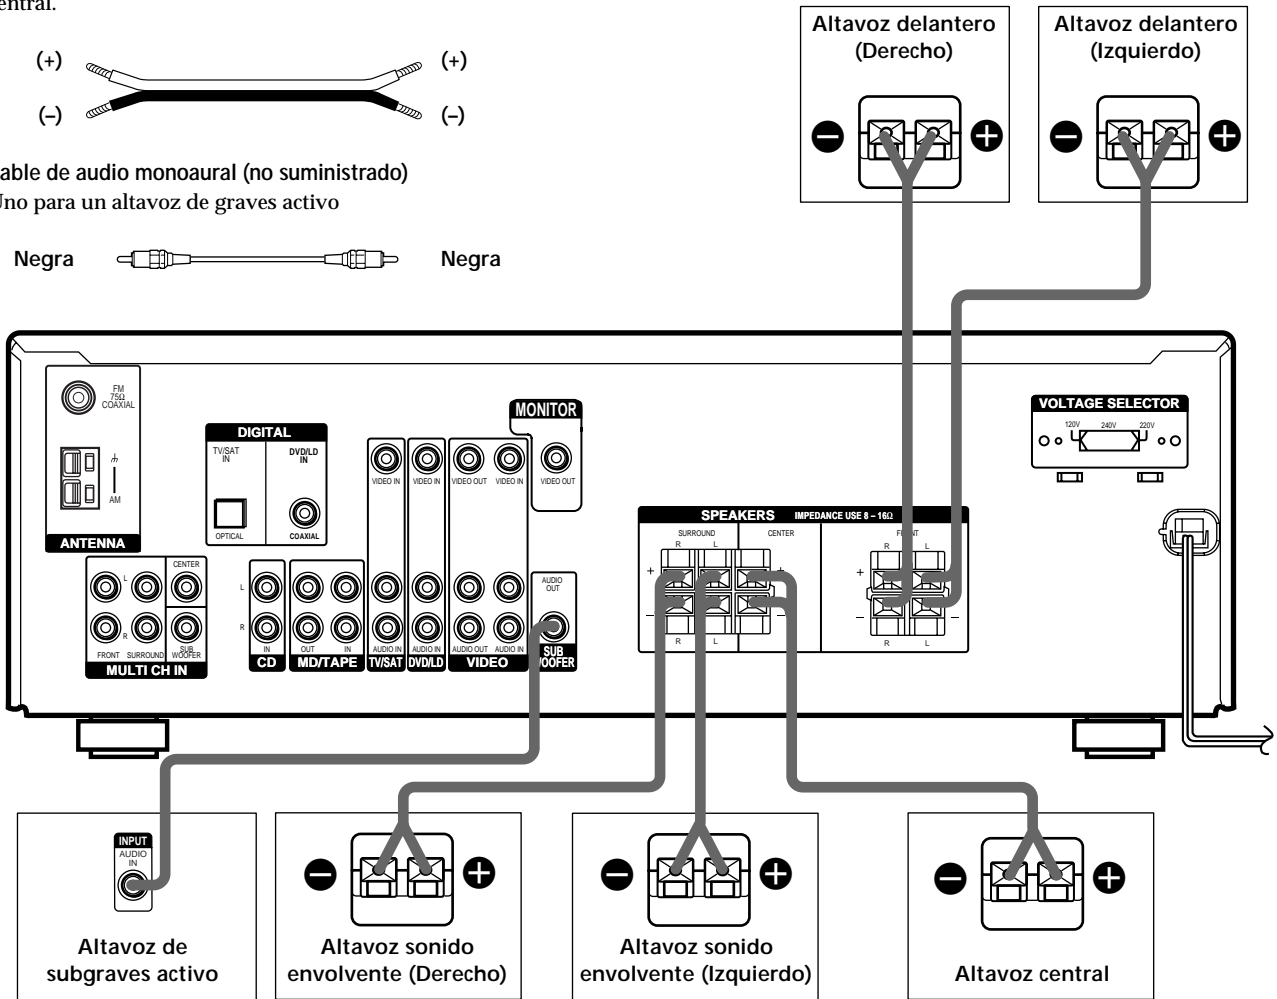 entral.
Altavoz delantero
(Derecho)
Altavoz delantero
(Izquierdo)
(+) (+)
(–) (–)
able de audio monoaural (no suministrado)
Uno para un altavoz de graves activo
Negra Negra
FM
75Ω
COAXIAL
AM
ANTENNA
DIGITAL
TV/SAT
IN
DVD/LD
IN
OPTICAL
COAXIAL
MONITOR
VIDEO IN VIDEO IN VIDEO OUT VIDEO IN VIDEO OUT
VOLTAGE SELECTOR
120V 240V 220V
SPEAKERS IMPEDANCE USE 8 – 16Ω
SURROUND CENTER FRONT
R L R L
+ + +
– – –
R L R L
CENTER
L
R
FRONT SURROUND SUB
WOOFER
MULTI CH IN
L
R
IN OUT IN AUDIO IN AUDIO IN AUDIO OUT AUDIO IN
CD MD/TAPE TV/SAT DVD/LD VIDEO
AUDIO
OUT
SUB
WOOFER
INPUT
AUDIO
IN
Altavoz de
subgraves activo
Altavoz sonido
envolvente (Derecho)
Altavoz sonido
envolvente (Izquierdo)
Altavoz central